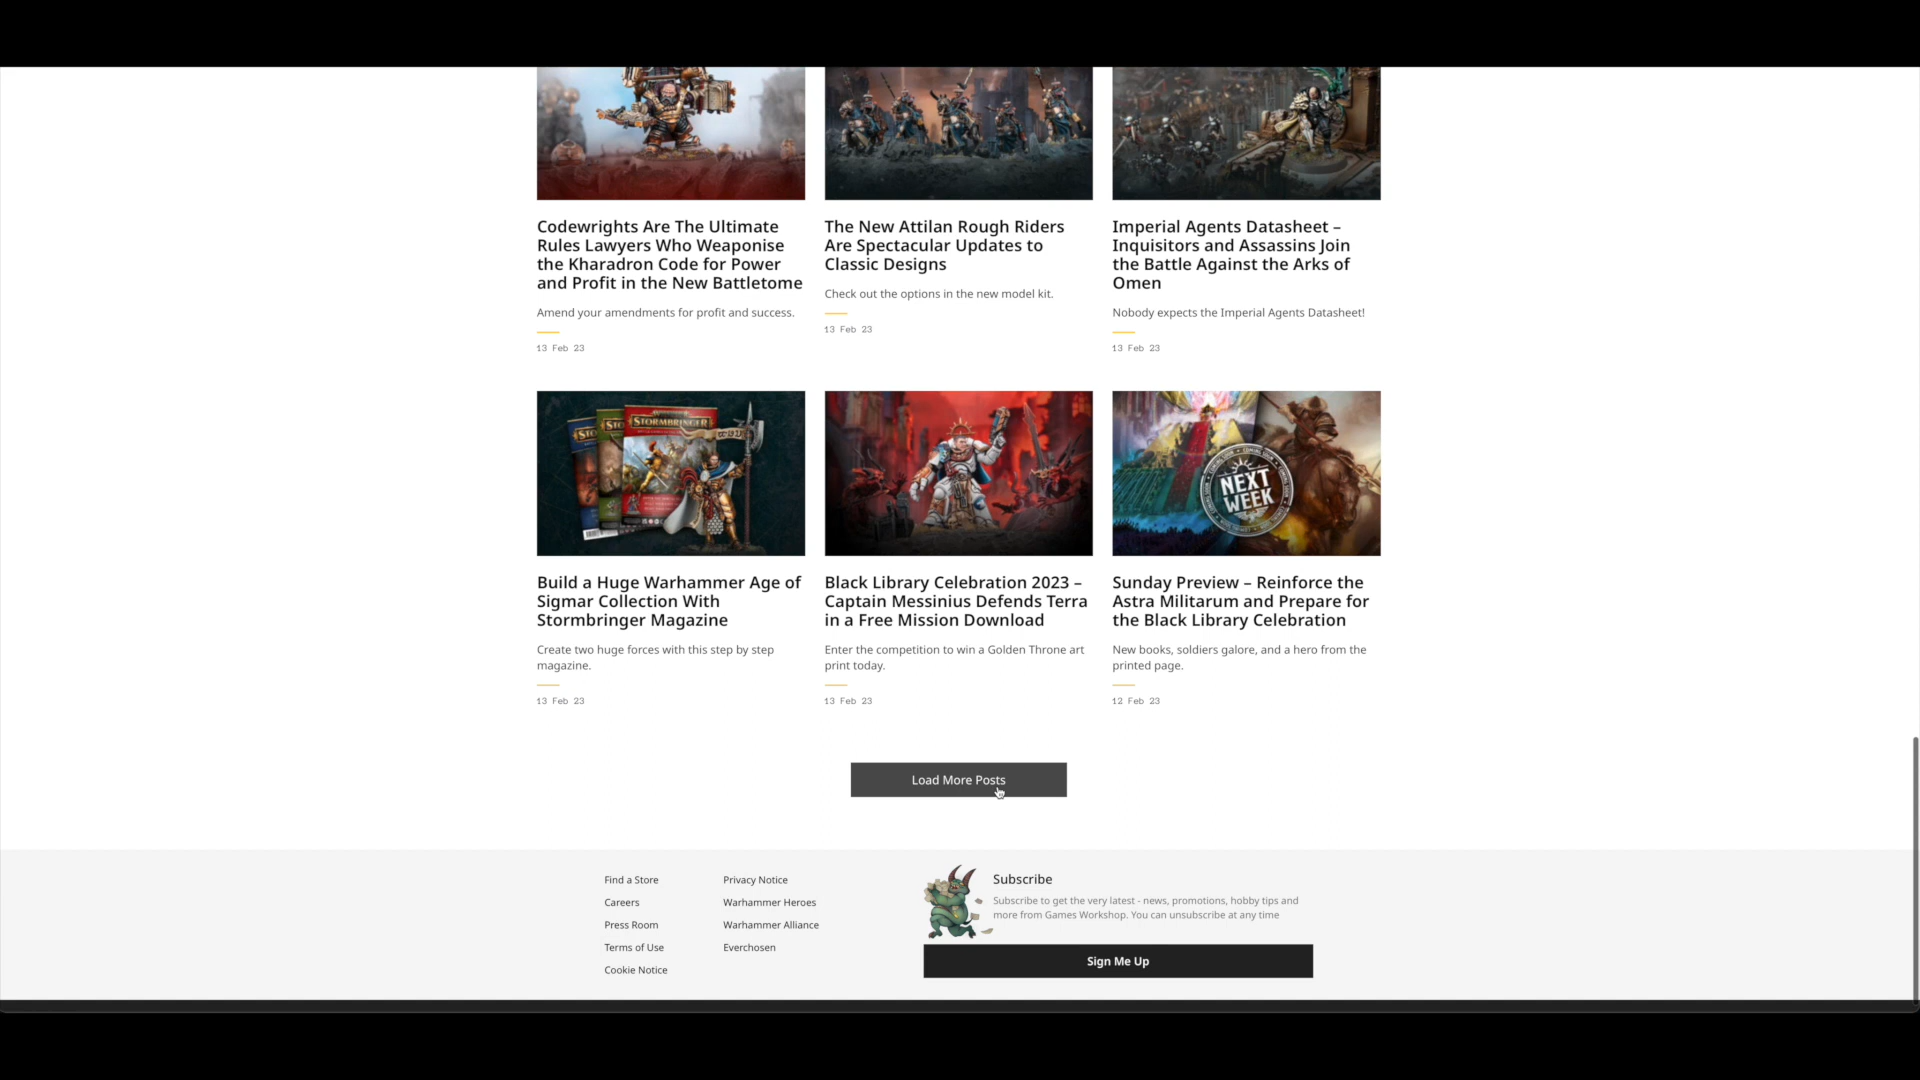 Codewrights Are The Ultimate
Rules Lawyers Who Weaponise
the Kharadron Code for Power
and Profit in the New Battletome
Amend your amendments for profit and success.
13 Feb 23
The New Attilan Rough Riders
Are Spectacular Updates to
Classic Designs
Check out the options in the new model kit.
13 Feb 23
Imperial Agents Datasheet –
Inquisitors and Assassins Join
the Battle Against the Arks of
Omen
Nobody expects the Imperial Agents Datasheet!
13 Feb 23
STORMBRINGER
Build a Huge Warhammer Age of
Sigmar Collection With
Stormbringer Magazine
Create two huge forces with this step by step
magazine.
13 Feb 23
Black Library Celebration 2023 –
Captain Messinius Defends Terra
in a Free Mission Download
Enter the competition to win a Golden Throne art
print today.
13 Feb 23
COMING SOON
NEXT
WEEK
Sunday Preview – Reinforce the
Astra Militarum and Prepare for
the Black Library Celebration
New books, soldiers galore, and a hero from the
printed page.
12 Feb 23
Load More Posts
Find a Store
Careers
Press Room
Terms of Use
Cookie Notice
Privacy Notice
Warhammer Heroes
Warhammer Alliance
Everchosen
Subscribe
Subscribe to get the very latest - news, promotions, hobby tips and
more from Games Workshop. You can unsubscribe at any time
Sign Me Up